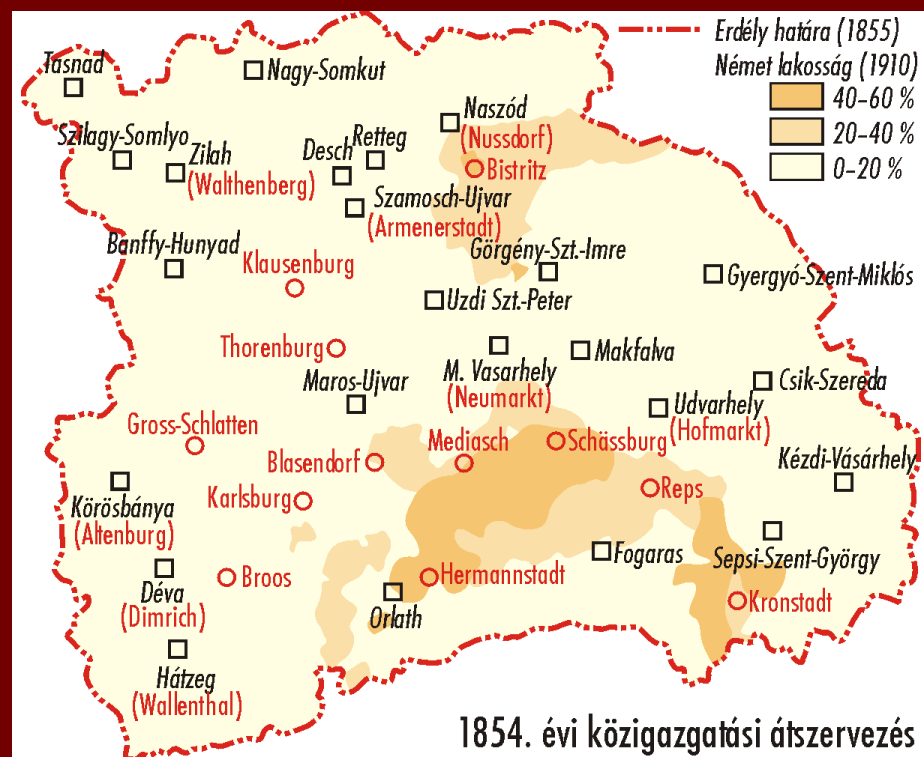 Erdély határa (1855)
Német lakosság (1910)
40–60 %
20–40 %
0–20 %
Tasnad
Nagy-Somkut
Naszód
(Nussdorf)
Szilagy-Somlyo
Zilah
(Walthenberg)
Desch
Retteg
Bistritz
Szamosch-Ujvar
(Armenerstadt)
Banffy-Hunyad
Klausenburg
Görgény-Szt.-Imre
Gyergyó-Szent-Miklós
Uzdi Szt.-Peter
Thorenburg
Maros-Ujvar
M. Vasarhely
(Neumarkt)
Makfalva
Csik-Szereda
Udvarhely
(Hofmarkt)
Gross-Schlatten
Blasendorf
Mediasch
Schässburg
Kézdi-Vásárhely
Körösbánya
(Altenburg)
Karlsburg
Reps
Sepsi-Szent-György
Fogaras
Déva
(Dimrich)
Broos
Hermannstadt
Orlath
Kronstadt
Hátzeg
(Wallenthal)
1854. évi közigazgatási átszervezés